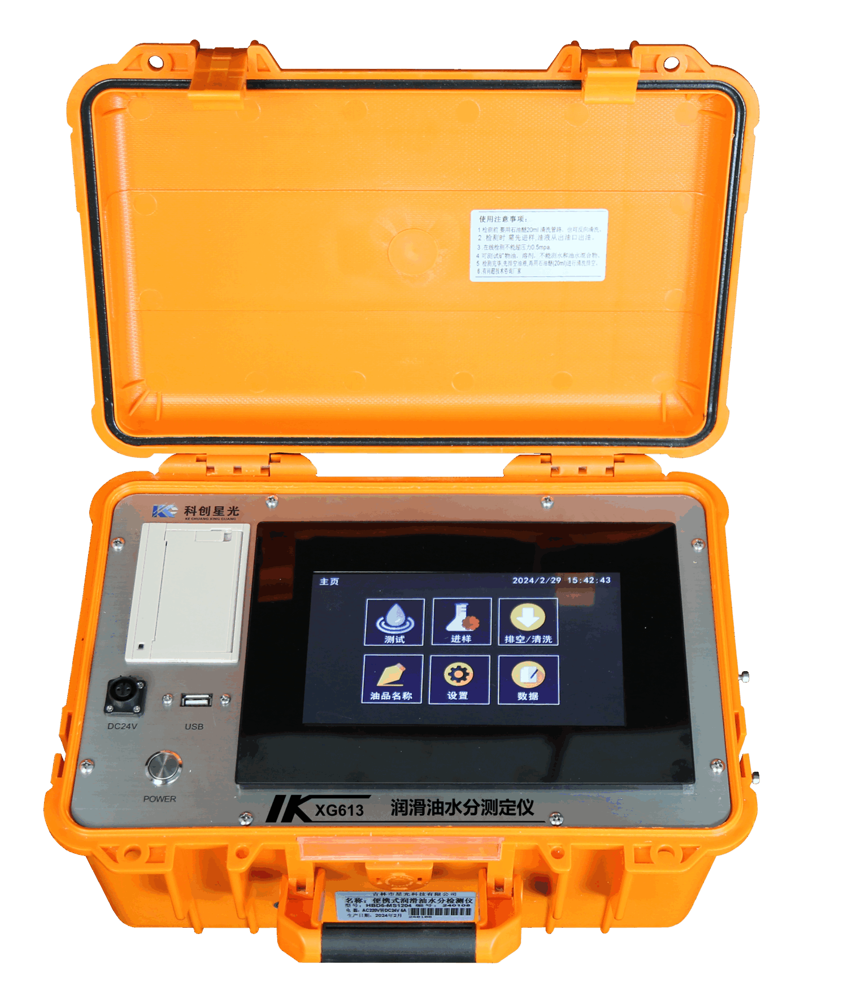 使用注意事项:
1 检测前 要用石油醚20ml 清洗管路、也可反向清洗、
2 .检测时 需先进样,油液从出油口出油、
3 .在线检测不能超压力0.5mpa.
4 可测试矿物油、溶剂、不能测水和油水混合物、
5 检测完毕,先排空油液,再用石油醚(20ml)进行清洗排空、
6 .有问题技术咨询厂家
KC 科创星光
KE CHUANG XING GUANG
主页 2024/2/29 15:42:43
测试 进样 排空/清洗
油品名称 设置 数据
DC24V USB
POWER
XG613 润滑油水分测定仪
吉林市星光科技有限公司
名称: 便携式润滑油水分检测仪
型号: HBD5-MS1204 编号: 240108
电源: AC220V转DC24V 5A
生产日期: 2024年2月 240108